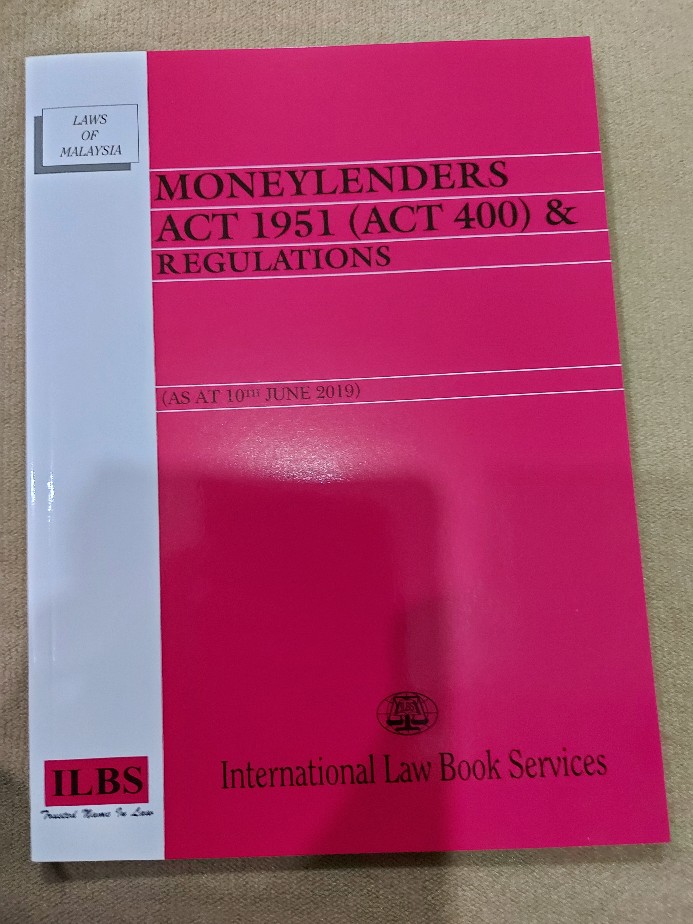 LAWS
OF
MALAYSIA
MONEYLENDERS
ACT 1951 (ACT 400) &
REGULATIONS
(AS AT 10TH JUNE 2019)
ILBS
International Law Book Services
ILBS
Trusted Name In Law